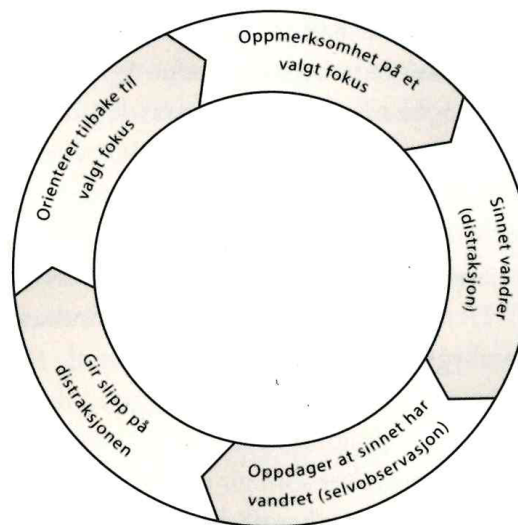 Oppmerksomhet på et
valgt fokus
Sinnet vandrer
(distraksjon)
Oppdager at sinnet har
vandret (selvobservasjon)
Gir slipp på
distraksjonen
Orienterer tilbake til
valgt fokus